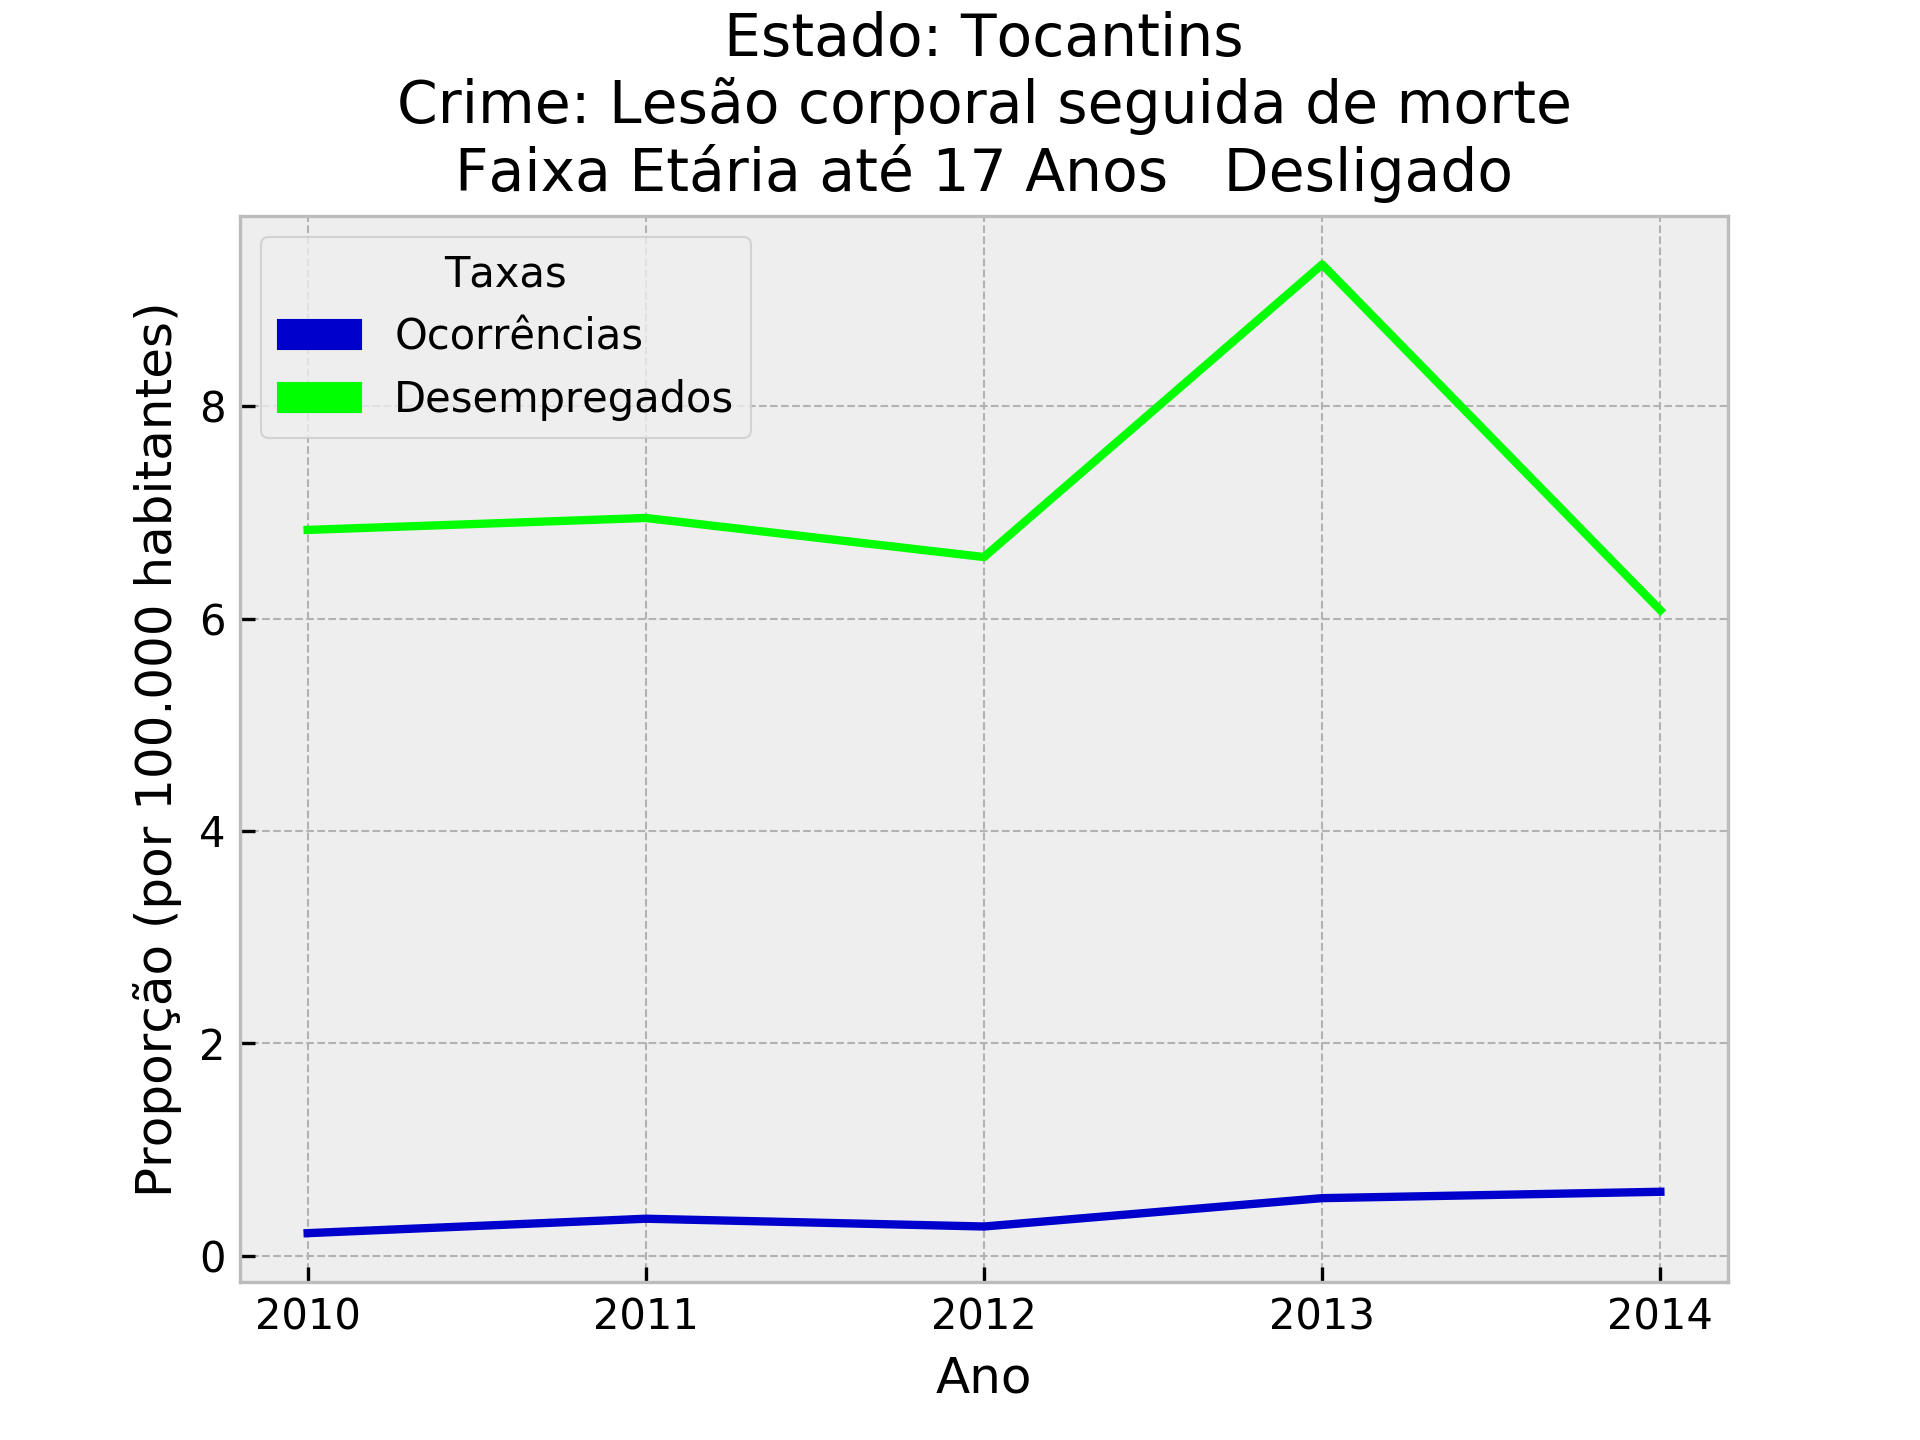 Estado: Tocantins
Crime: Lesão corporal seguida de morte
Faixa Etária até 17 Anos   Desligado
Taxas
Ocorrências
Desempregados
Proporção (por 100.000 habitantes)
8
6
4
2
0
2010
2011
2012
2013
2014
Ano